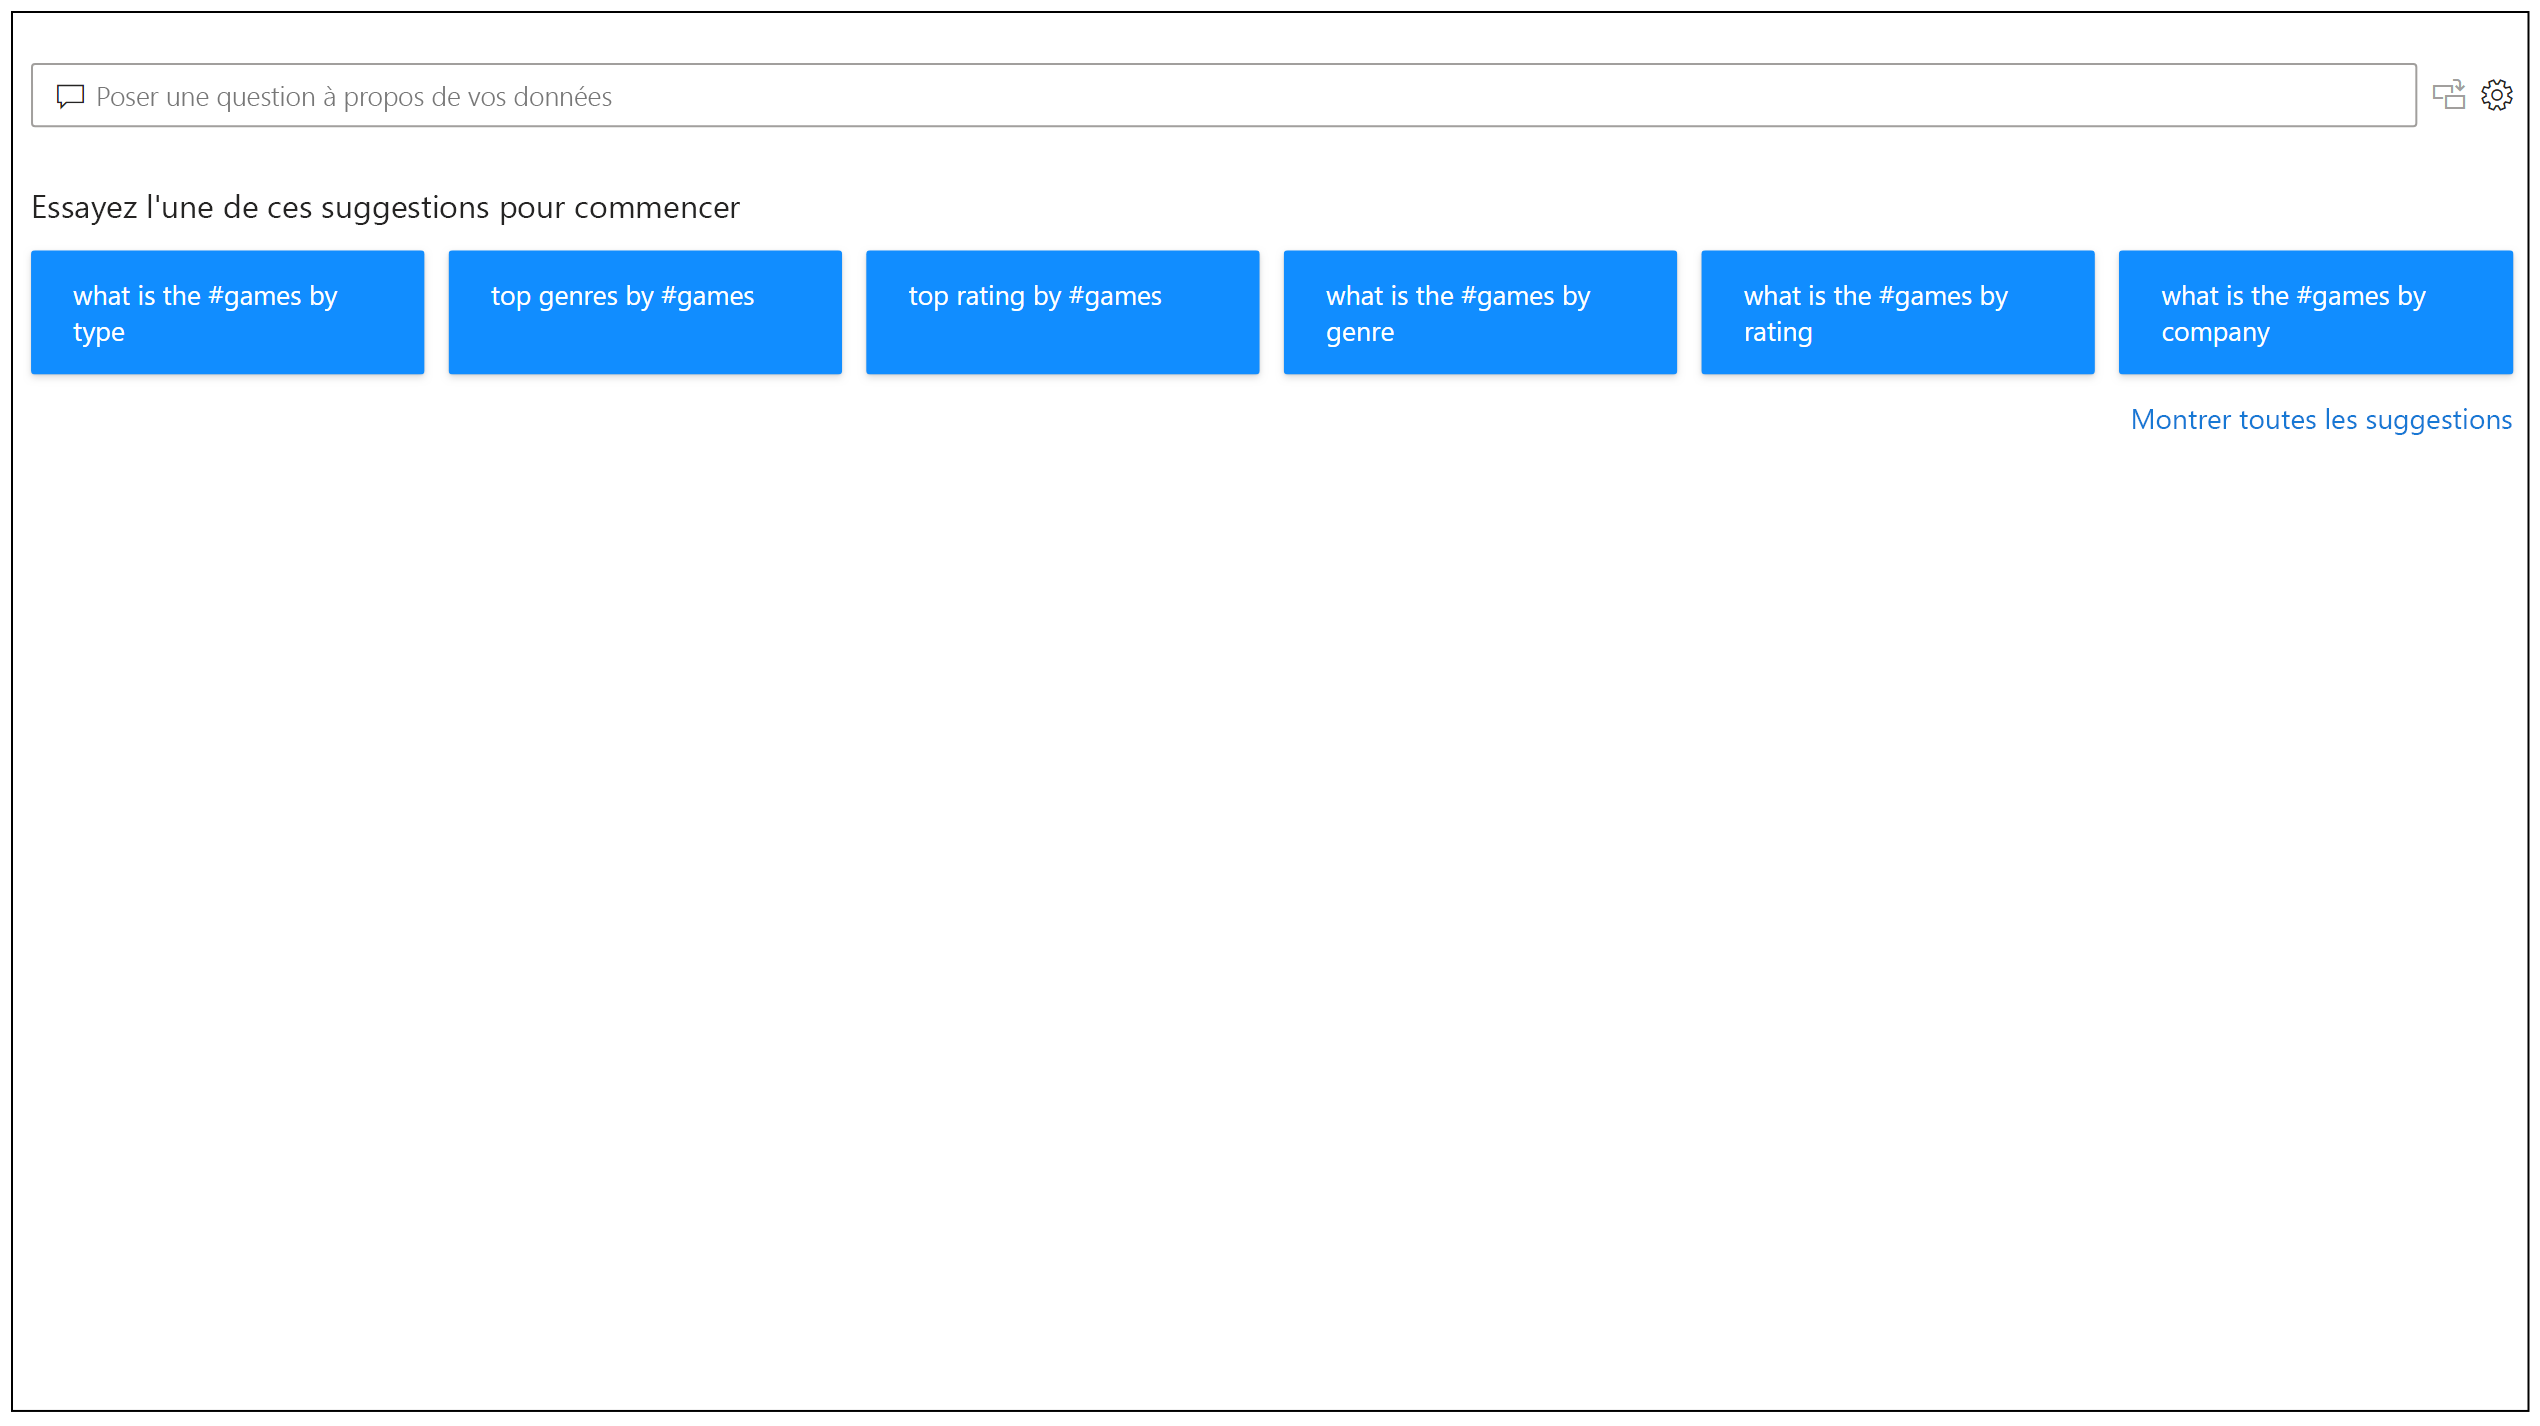 Poser une question à propos de vos données
Essayez l'une de ces suggestions pour commencer
what is the #games by
type
top genres by #games
top rating by #games
what is the #games by
genre
what is the #games by
rating
what is the #games by
company
Montrer toutes les suggestions